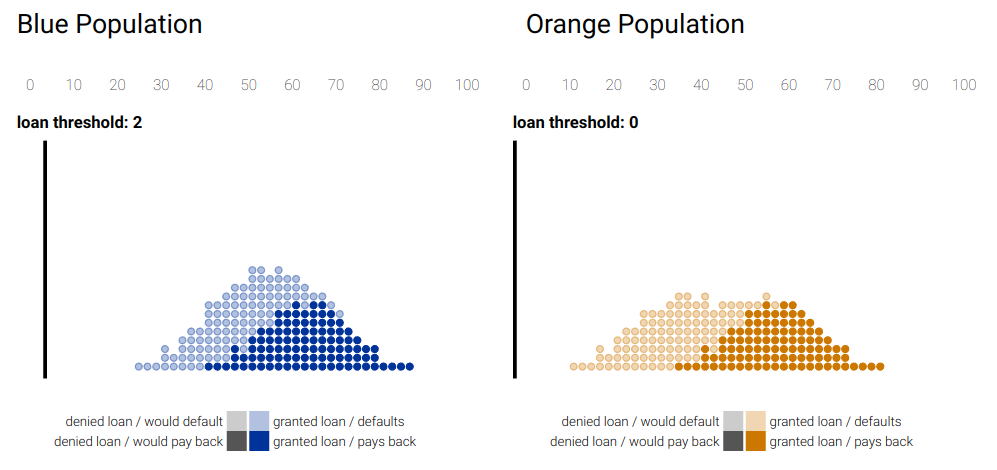 Blue Population
Orange Population
0 10 20 30 40 50 60 70 80 90 100
0 10 20 30 40 50 60 70 80 90 100
loan threshold: 2
loan threshold: 0
denied loan / would default
granted loan / defaults
denied loan / would pay back
granted loan / pays back
denied loan / would default
granted loan / defaults
denied loan / would pay back
granted loan / pays back